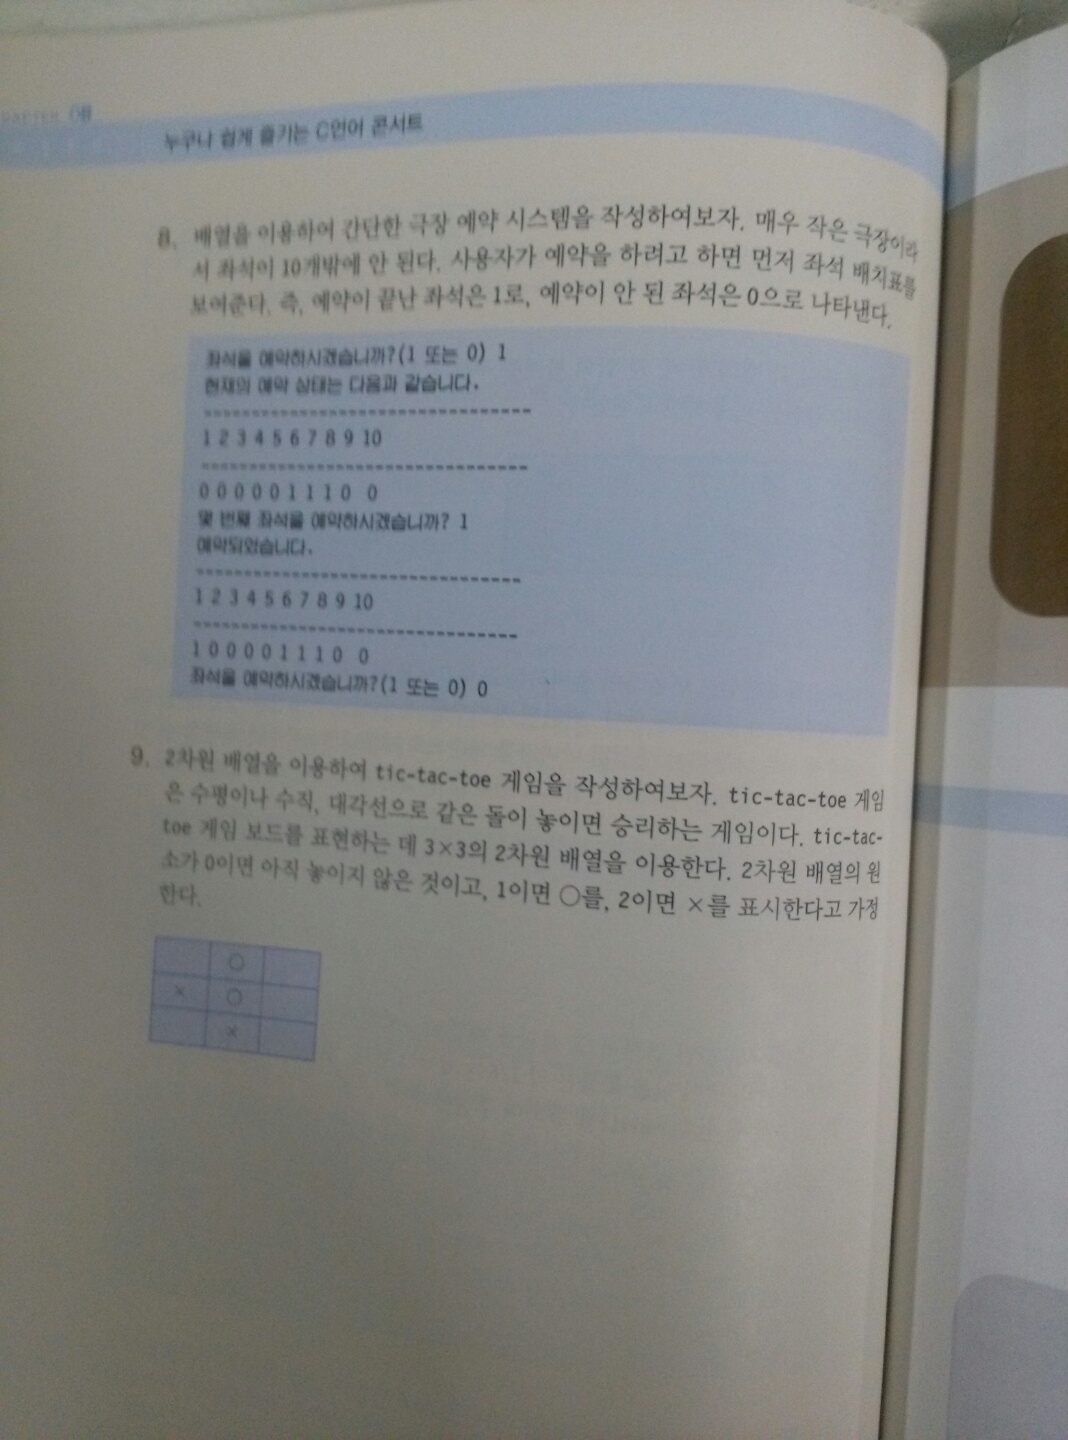 누구나 쉽게 즐기는 C언어 콘서트
8. 배열을 이용하여 간단한 극장 예약 시스템을 작성하여보자. 매우 작은 극장이라
서 좌석이 10개밖에 안 된다. 사용자가 예약을 하려고 하면 먼저 좌석 배치표를
보여준다. 즉, 예약이 끝난 좌석은 1로, 예약이 안 된 좌석은 0으로 나타낸다.
좌석을 예약하시겠습니까?(1 또는 0) 1
현재의 예약 상태는 다음과 같습니다.
----------------------------------
1 2 3 4 5 6 7 8 9 10
----------------------------------
0 0 0 0 0 1 1 1 0 0
몇 번째 좌석을 예약하시겠습니까? 1
예약되었습니다.
----------------------------------
1 2 3 4 5 6 7 8 9 10
----------------------------------
1 0 0 0 0 1 1 1 0 0
좌석을 예약하시겠습니까?(1 또는 0) 0
9. 2차원 배열을 이용하여 tic-tac-toe 게임을 작성하여보자. tic-tac-toe 게임
은 수평이나 수직, 대각선으로 같은 돌이 놓이면 승리하는 게임이다. tic-tac-
toe 게임 보드를 표현하는 데 3×3의 2차원 배열을 이용한다. 2차원 배열의 원
소가 0이면 아직 놓이지 않은 것이고, 1이면 ○를, 2이면 ×를 표시한다고 가정
한다.
○
× ○
×